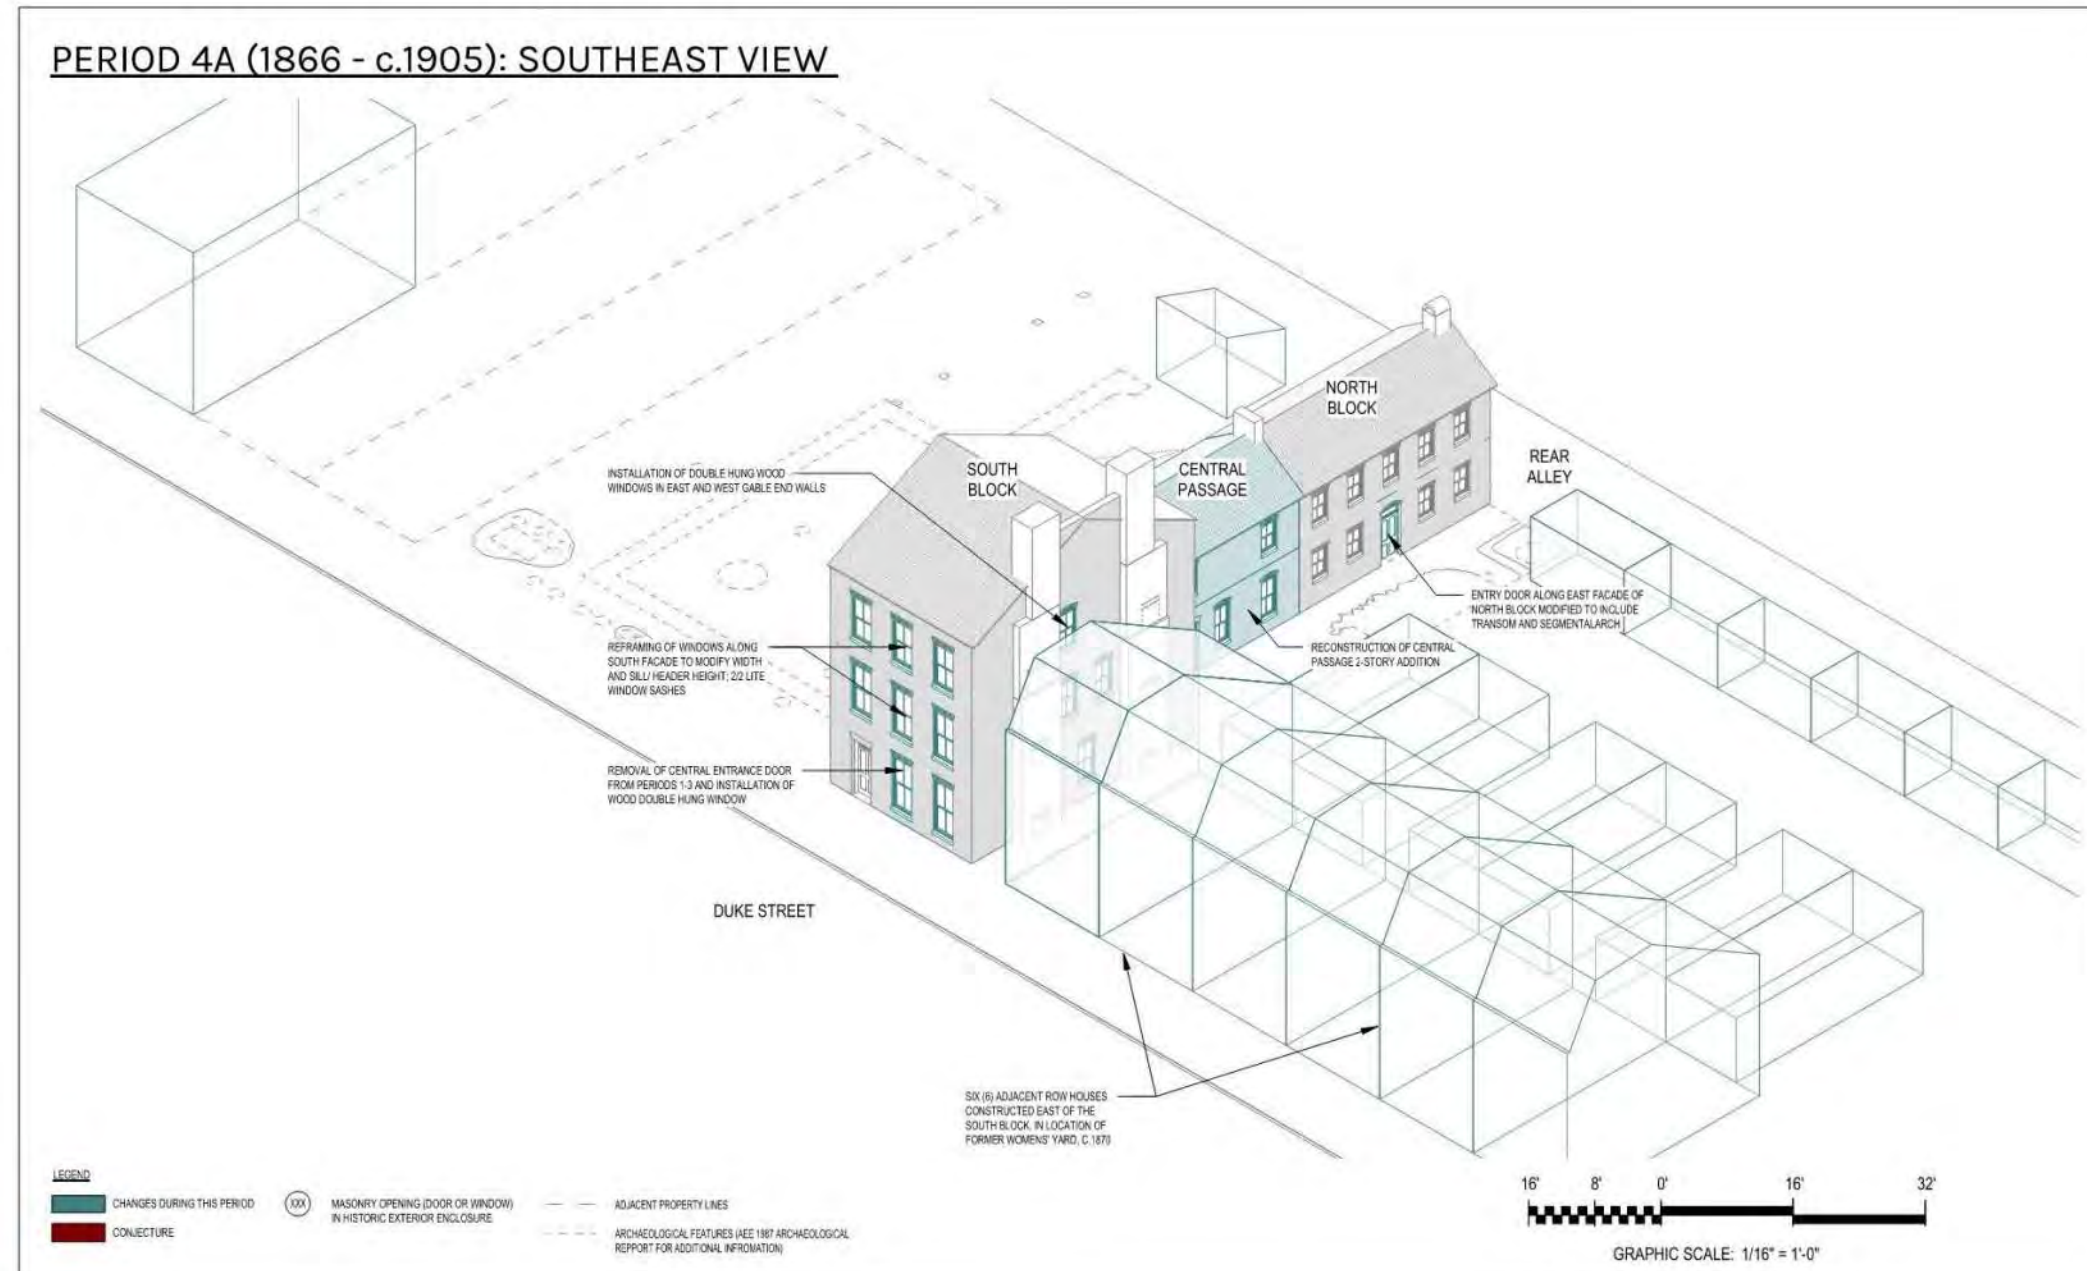 PERIOD 4A (1866 - c.1905): SOUTHEAST VIEW
NORTH
BLOCK
SOUTH
BLOCK
CENTRAL
PASSAGE
REAR
ALLEY
INSTALLATION OF DOUBLE HUNG WOOD
WINDOWS IN EAST AND WEST GABLE END WALLS
ENTRY DOOR ALONG EAST FACADE OF
NORTH BLOCK MODIFIED TO INCLUDE
TRANSOM AND SEGMENTALARCH
REFRAMING OF WINDOWS ALONG
SOUTH FACADE TO MODIFY WIDTH
AND SILL/ HEADER HEIGHT; 2/2 LITE
WINDOW SASHES
RECONSTRUCTION OF CENTRAL
PASSAGE 2-STORY ADDITION
REMOVAL OF CENTRAL ENTRANCE DOOR
FROM PERIODS 1-3 AND INSTALLATION OF
WOOD DOUBLE HUNG WINDOW
DUKE STREET
SIX (6) ADJACENT ROW HOUSES
CONSTRUCTED EAST OF THE
SOUTH BLOCK, IN LOCATION OF
FORMER WOMENS' YARD, C.1870
LEGEND
CHANGES DURING THIS PERIOD
CONJECTURE
XXX
MASONRY OPENING (DOOR OR WINDOW)
IN HISTORIC EXTERIOR ENCLOSURE
ADJACENT PROPERTY LINES
ARCHAEOLOGICAL FEATURES (AEE 1987 ARCHAEOLOGICAL
REPPORT FOR ADDITIONAL INFROMATION)
16' 8' 0' 16' 32'
GRAPHIC SCALE: 1/16" = 1'-0"